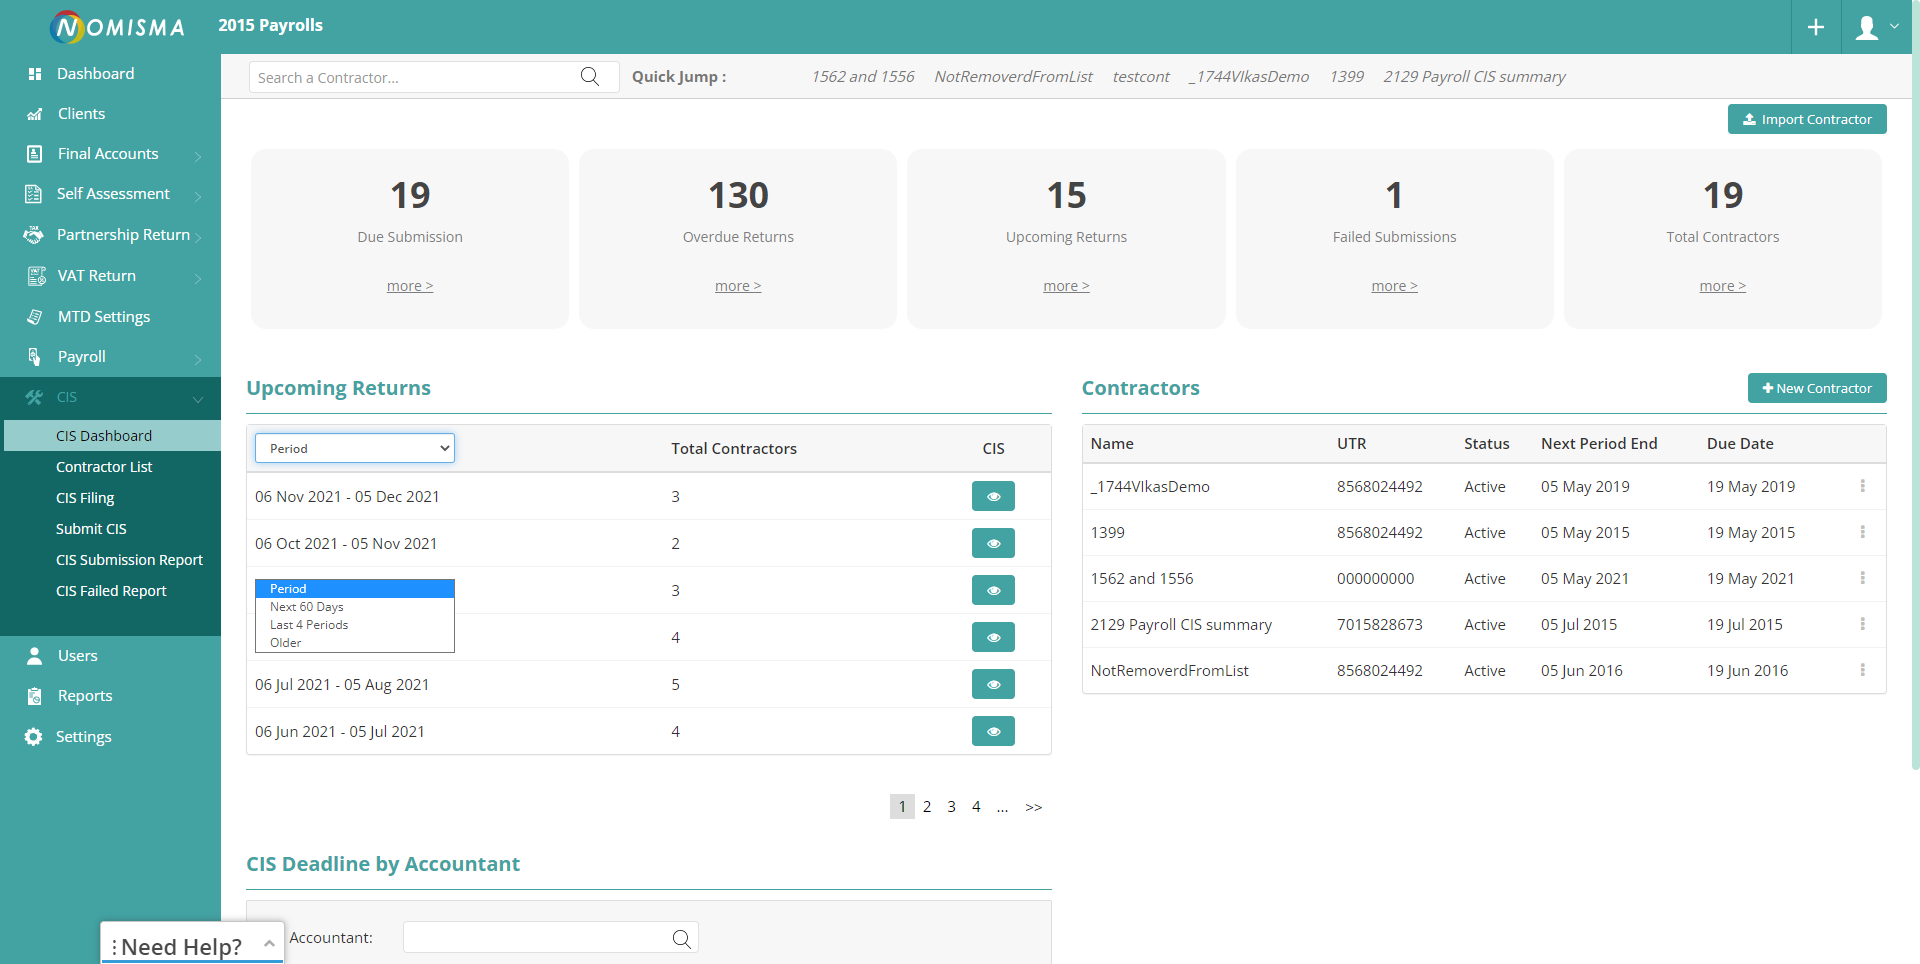 NOMISMA
2015 Payrolls
Dashboard
Clients
Final Accounts
Self Assessment
TAX
Partnership Return
VAT
VAT Return
MTD Settings
Payroll
CIS
CIS Dashboard
Contractor List
CIS Filing
Submit CIS
CIS Submission Report
CIS Failed Report
Users
Reports
Settings
Search a Contractor...
Quick Jump : 1562 and 1556 NotRemoverdFromList testcont _1744VIkasDemo 1399 2129 Payroll CIS summary
Import Contractor
19
Due Submission
more >
130
Overdue Returns
more >
15
Upcoming Returns
more >
1
Failed Submissions
more >
19
Total Contractors
more >
Upcoming Returns
Period Total Contractors CIS
06 Nov 2021 - 05 Dec 2021 3
06 Oct 2021 - 05 Nov 2021 2
3
4
Period
Next 60 Days
Last 4 Periods
Older
06 Jul 2021 - 05 Aug 2021 5
06 Jun 2021 - 05 Jul 2021 4
1 2 3 4 ... >>
Contractors
New Contractor
Name UTR Status Next Period End Due Date
_1744VIkasDemo 8568024492 Active 05 May 2019 19 May 2019
1399 8568024492 Active 05 May 2015 19 May 2015
1562 and 1556 000000000 Active 05 May 2021 19 May 2021
2129 Payroll CIS summary 7015828673 Active 05 Jul 2015 19 Jul 2015
NotRemoverdFromList 8568024492 Active 05 Jun 2016 19 Jun 2016
CIS Deadline by Accountant
Accountant:
Need Help?